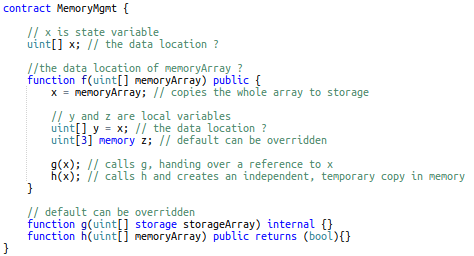 contract MemoryMgmt {
// x is state variable
uint[] x; // the data location ?
//the data location of memoryArray ?
function f(uint[] memoryArray) public {
x = memoryArray; // copies the whole array to storage
// y and z are local variables
uint[] y = x; // the data location ?
uint[3] memory z; // default can be overridden
g(x); // calls g, handing over a reference to x
h(x); // calls h and creates an independent, temporary copy in memory
}
// default can be overridden
function g(uint[] storage storageArray) internal {}
function h(uint[] memoryArray) public returns (bool){}
}